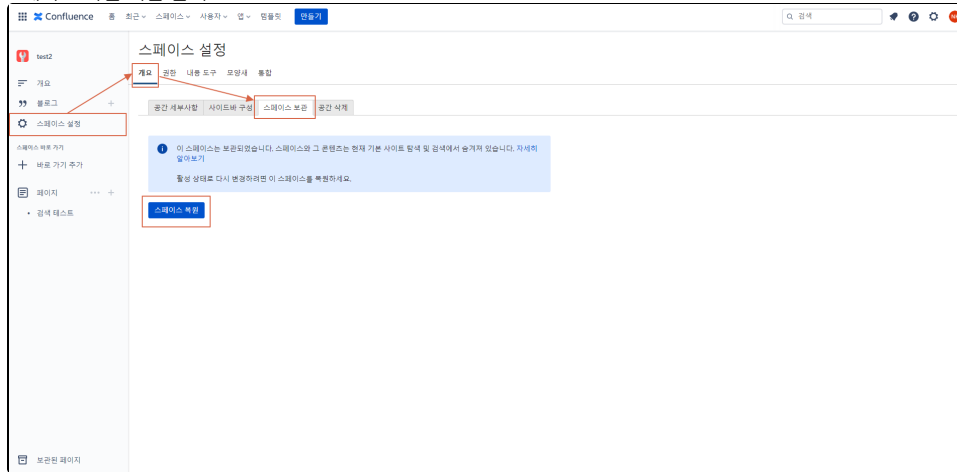 Confluence 홈 최근 스페이스 사용자 앱 템플릿 만들기 검색
test2
개요
블로그
스페이스 설정
스페이스 바로 가기
바로 가기 추가
페이지
검색 테스트
보관된 페이지
스페이스 설정
개요 권한 내용 도구 모양새 통합
공간 세부사항 사이트바 구성 스페이스 보관 공간 삭제
이 스페이스는 보관되었습니다. 스페이스와 그 콘텐츠는 현재 기본 사이트 탐색 및 검색에서 숨겨져 있습니다. 자세히
알아보기
활성 상태로 다시 변경하려면 이 스페이스를 복원하세요.
스페이스 복원